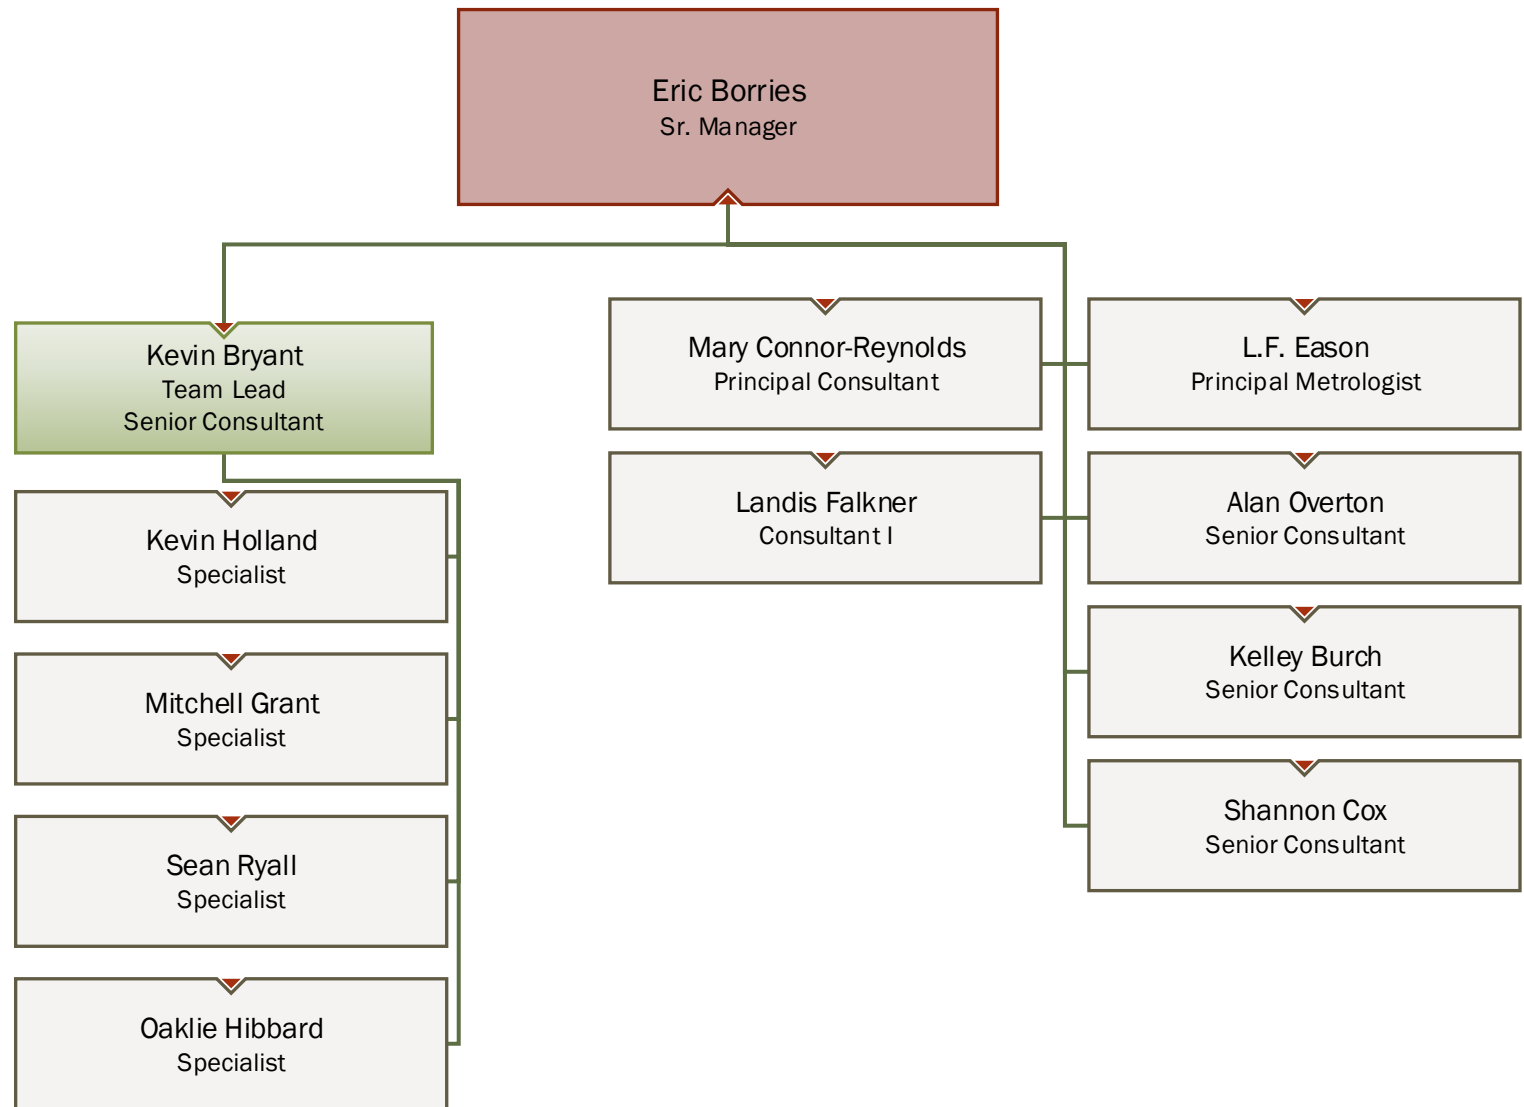 Eric Borries
Sr. Manager
Kevin Bryant
Team Lead
Senior Consultant
Kevin Holland
Specialist
Mitchell Grant
Specialist
Sean Ryall
Specialist
Oaklie Hibbard
Specialist
Mary Connor-Reynolds
Principal Consultant
Landis Falkner
Consultant I
L.F. Eason
Principal Metrologist
Alan Overton
Senior Consultant
Kelley Burch
Senior Consultant
Shannon Cox
Senior Consultant